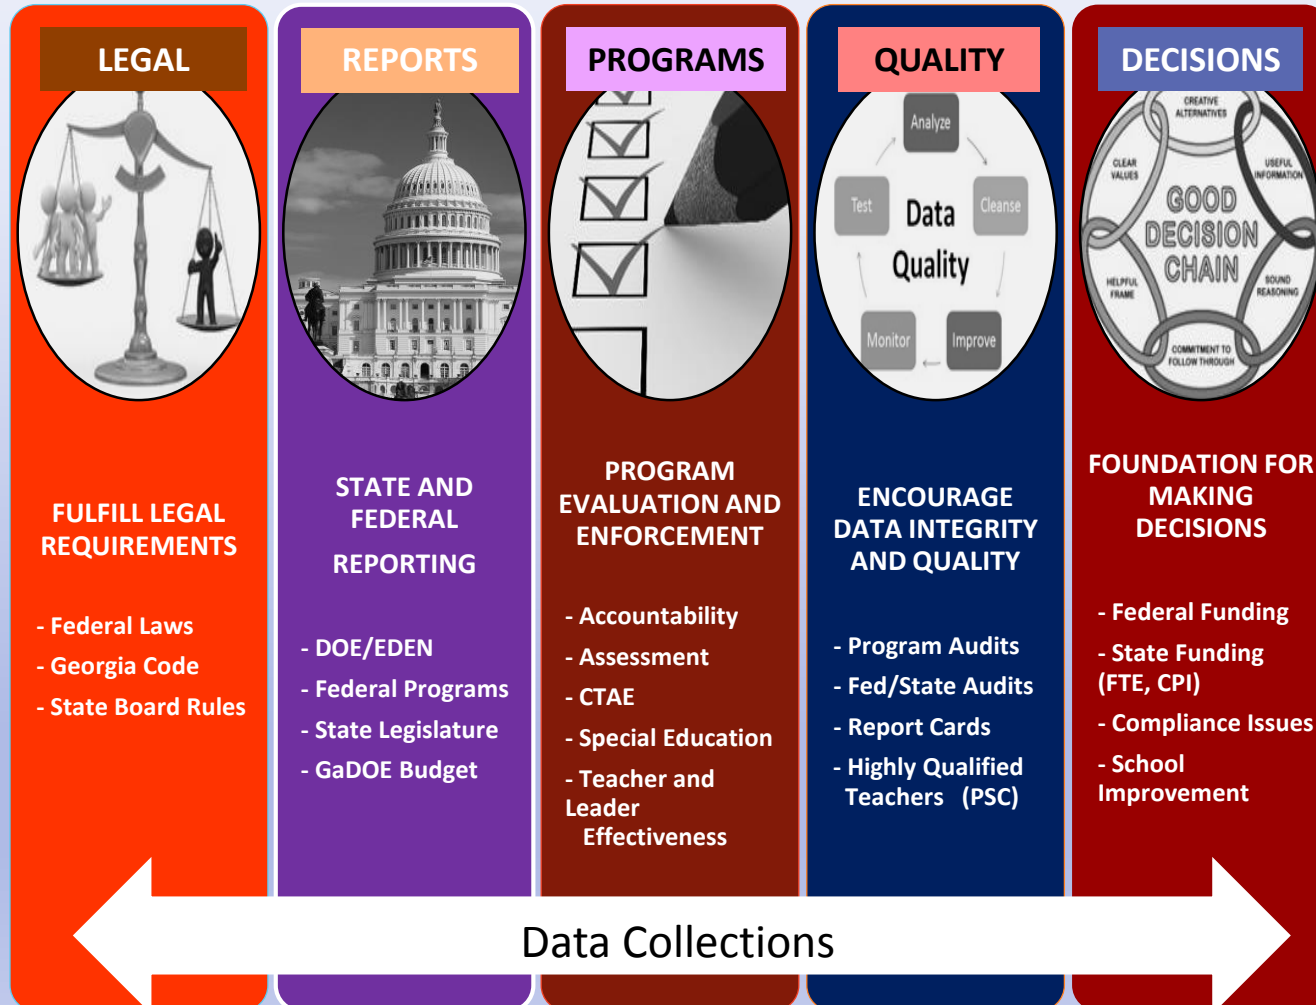 LEGAL
FULFILL LEGAL
REQUIREMENTS
- Federal Laws
- Georgia Code
- State Board Rules
REPORTS
STATE AND
FEDERAL
REPORTING
- DOE/EDEN
- Federal Programs
- State Legislature
- GaDOE Budget
PROGRAMS
PROGRAM
EVALUATION AND
ENFORCEMENT
- Accountability
- Assessment
- CTAE
- Special Education
- Teacher and
Leader
Effectiveness
QUALITY
Analyze
Test
Cleanse
Data
Quality
Monitor
Improve
ENCOURAGE
DATA INTEGRITY
AND QUALITY
- Program Audits
- Fed/State Audits
- Report Cards
- Highly Qualified
Teachers (PSC)
DECISIONS
CREATIVE
ALTERNATIVES
CLEAR
VALUES
USEFUL
INFORMATION
GOOD
DECISION
CHAIN
HELPFUL
FRAME
SOUND
REASONING
COMMITMENT TO
FOLLOW THROUGH
FOUNDATION FOR
MAKING
DECISIONS
- Federal Funding
- State Funding
(FTE, CPI)
- Compliance Issues
- School
Improvement
Data Collections